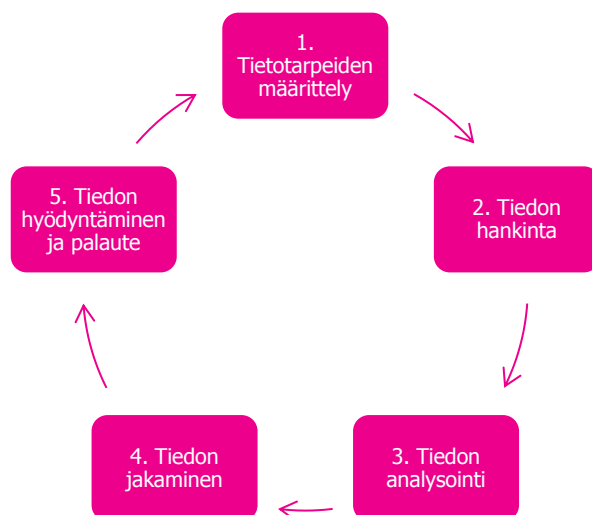 1.
Tietotarpeiden
määrittely
2. Tiedon
hankinta
3. Tiedon
analysointi
4. Tiedon
jakaminen
5. Tiedon
hyödyntäminen
ja palaute